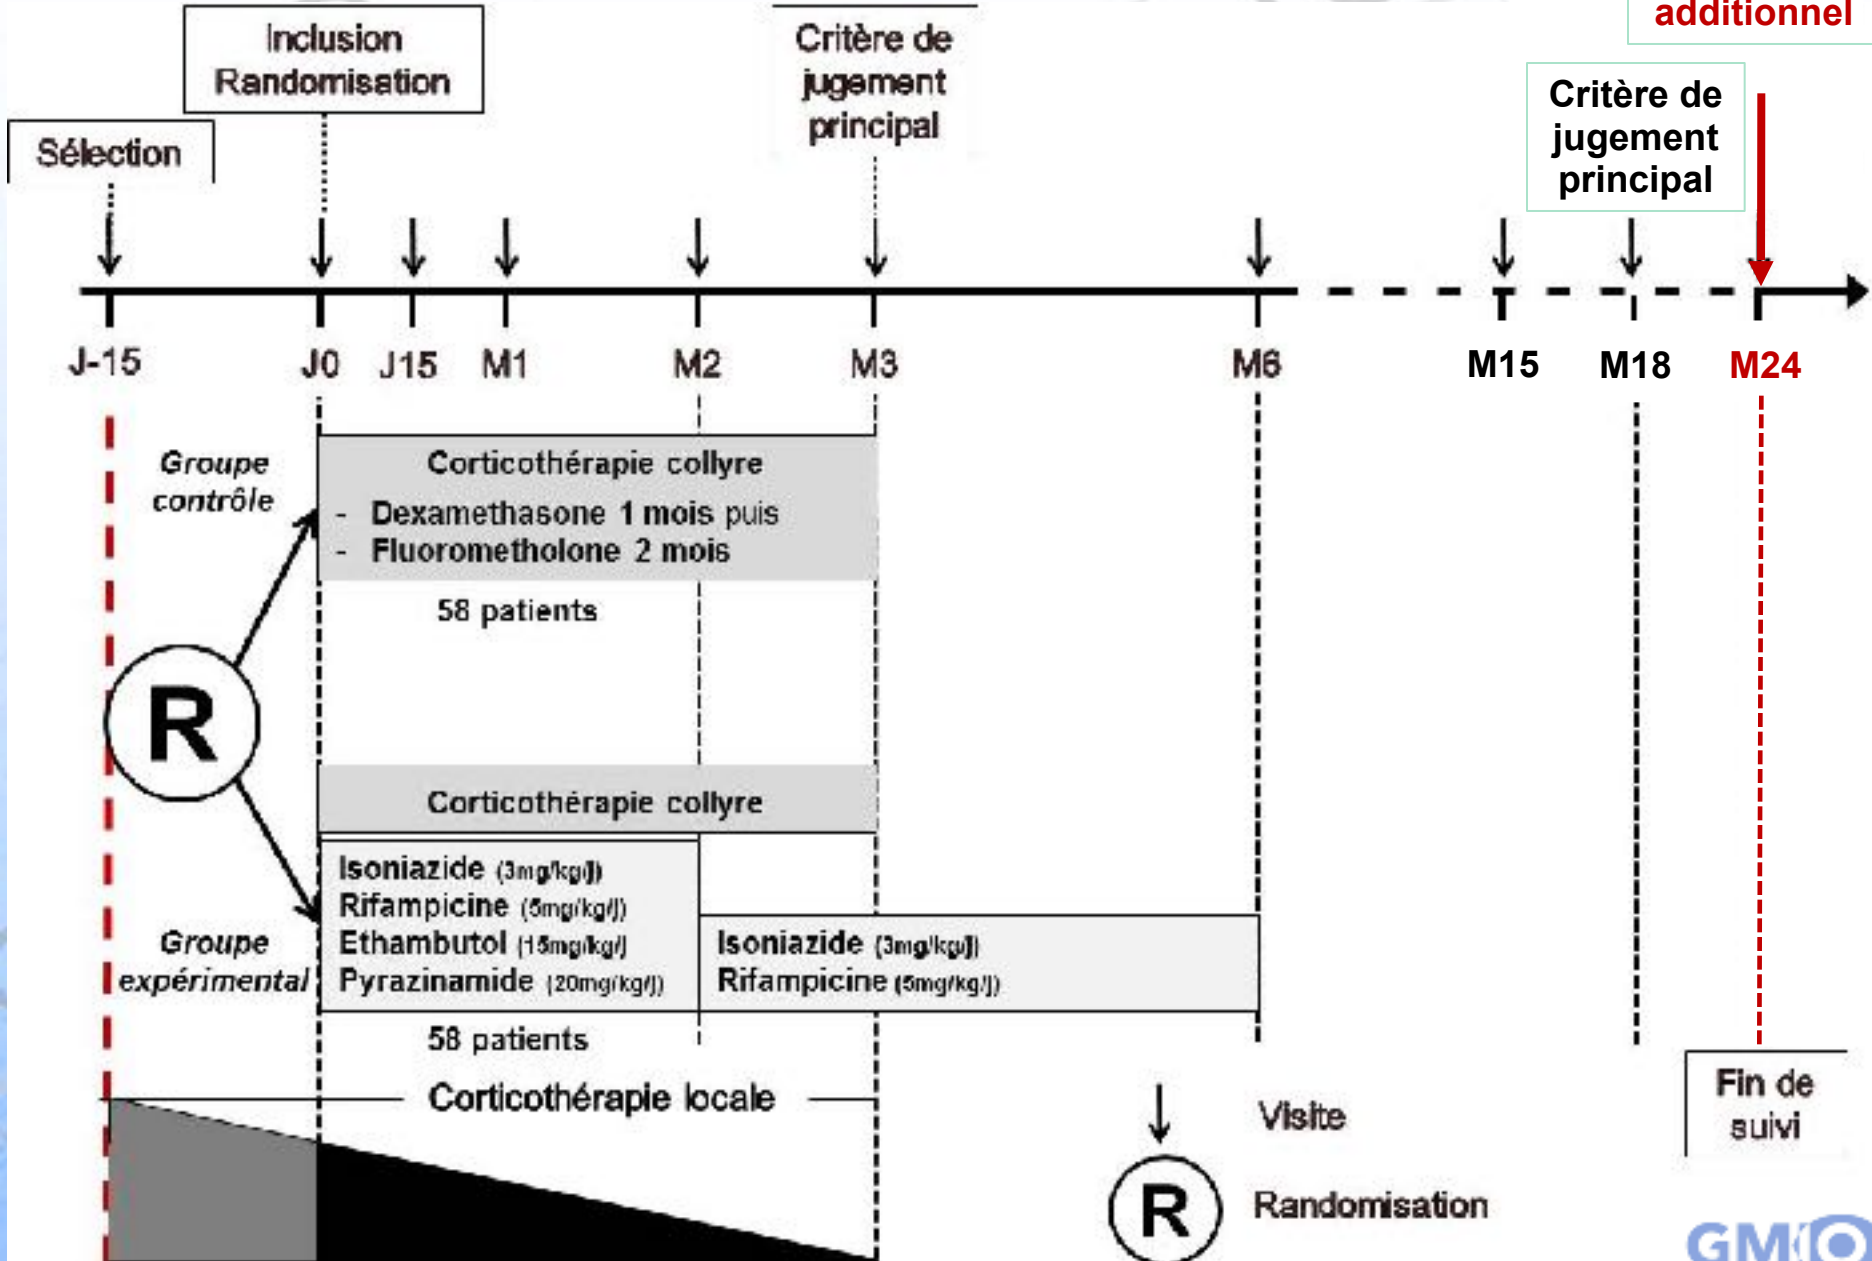 additionnel
Inclusion
Randomisation
Critère de
jugement
principal
Critère de
jugement
principal
Sélection
J-15
J0
J15
M1
M2
M3
M6
M15
M18
M24
Groupe
contrôle
Corticothérapie collyre
- Dexamethasone 1 mois puis
- Fluorometholone 2 mois
58 patients
R
Corticothérapie collyre
Groupe
expérimental
Isoniazide (3mg/kg/j)
Rifampicine (5mg/kg/j)
Ethambutol (15mg/kg/j
Pyrazinamide (20mg/kg/j)
Isoniazide (3mg/kg/j)
Rifampicine (5mg/kg/j)
58 patients
Corticothérapie locale
Visite
R
Randomisation
Fin de
suivi